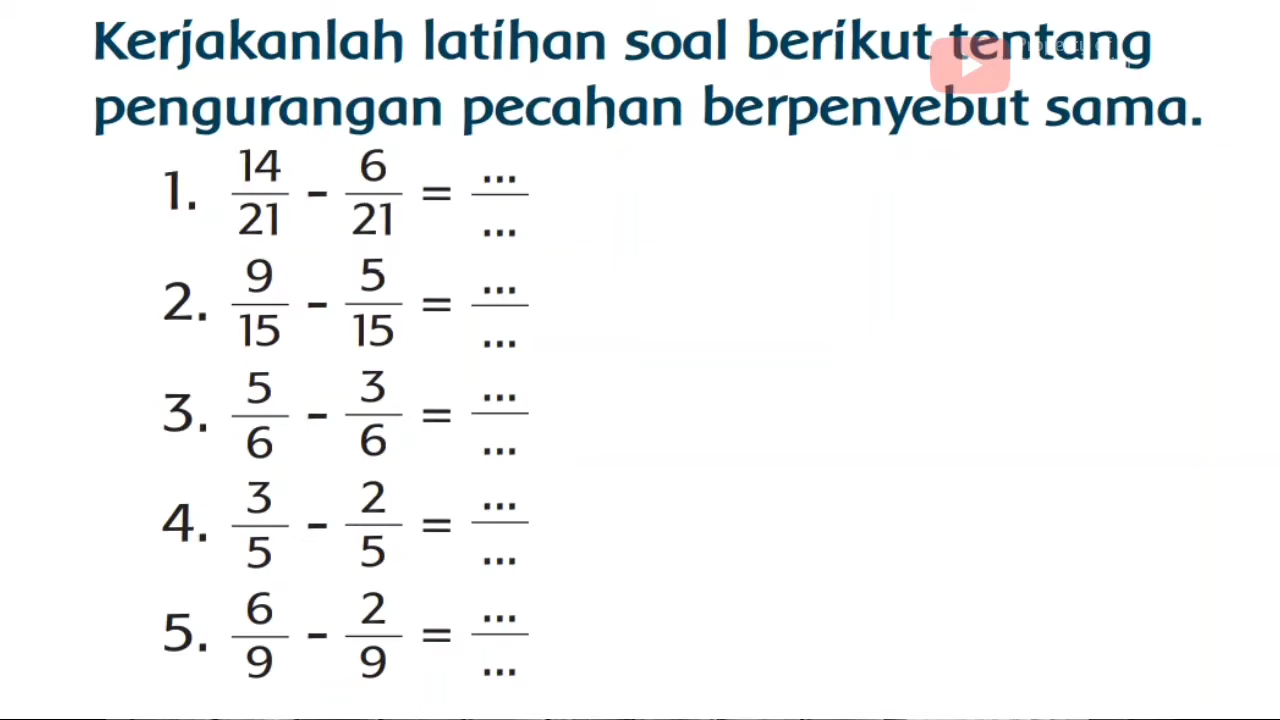 Kerjakanlah latihan soal berikut tentang
pengurangan pecahan berpenyebut sama.
1. 14/21 - 6/21 = .../...
2. 9/15 - 5/15 = .../...
3. 5/6 - 3/6 = .../...
4. 3/5 - 2/5 = .../...
5. 6/9 - 2/9 = .../...